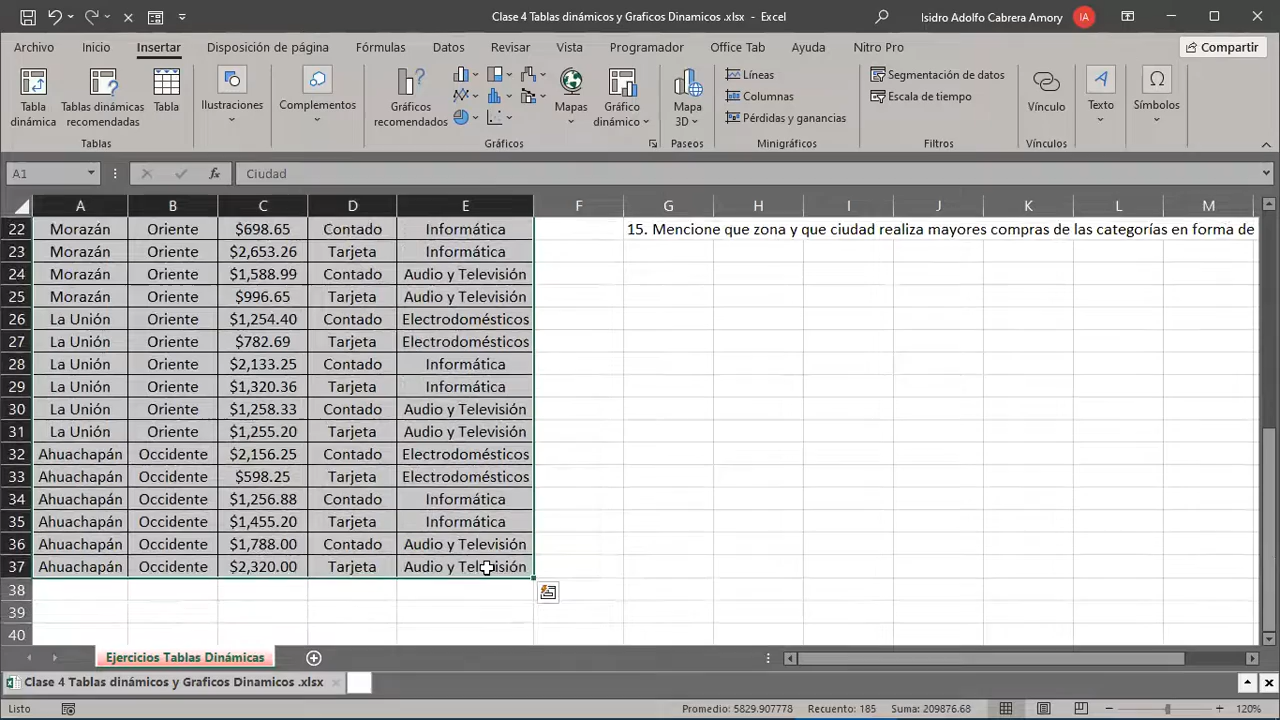 Clase 4 Tablas dinámicos y Graficos Dinamicos .xlsx - Excel
Isidro Adolfo Cabrera Amory
IA
Archivo Inicio Insertar Disposición de página Fórmulas Datos Revisar Vista Programador Office Tab Ayuda Nitro Pro Compartir
Tabla dinámica
Tablas dinámicas recomendadas
Tabla
Tablas
Ilustraciones
Complementos
Gráficos recomendados
Mapas
Gráfico dinámico
Gráficos
Mapa 3D
Paseos
Líneas
Columnas
Pérdidas y ganancias
Minigráficos
Segmentación de datos
Escala de tiempo
Filtros
Vínculo
Vínculos
Texto
Símbolos
A1 fx Ciudad
A B C D E F G H I J K L M
22 Morazán Oriente $698.65 Contado Informática 15. Mencione que zona y que ciudad realiza mayores compras de las categorías en forma de
23 Morazán Oriente $2,653.26 Tarjeta Informática
24 Morazán Oriente $1,588.99 Contado Audio y Televisión
25 Morazán Oriente $996.65 Tarjeta Audio y Televisión
26 La Unión Oriente $1,254.40 Contado Electrodomésticos
27 La Unión Oriente $782.69 Tarjeta Electrodomésticos
28 La Unión Oriente $2,133.25 Contado Informática
29 La Unión Oriente $1,320.36 Tarjeta Informática
30 La Unión Oriente $1,258.33 Contado Audio y Televisión
31 La Unión Oriente $1,255.20 Tarjeta Audio y Televisión
32 Ahuachapán Occidente $2,156.25 Contado Electrodomésticos
33 Ahuachapán Occidente $598.25 Tarjeta Electrodomésticos
34 Ahuachapán Occidente $1,256.88 Contado Informática
35 Ahuachapán Occidente $1,455.20 Tarjeta Informática
36 Ahuachapán Occidente $1,788.00 Contado Audio y Televisión
37 Ahuachapán Occidente $2,320.00 Tarjeta Audio y Televisión
38
39
40
Ejercicios Tablas Dinámicas
Clase 4 Tablas dinámicos y Graficos Dinamicos .xlsx
Listo Promedio: 5829.907778 Recuento: 185 Suma: 209876.68 120%